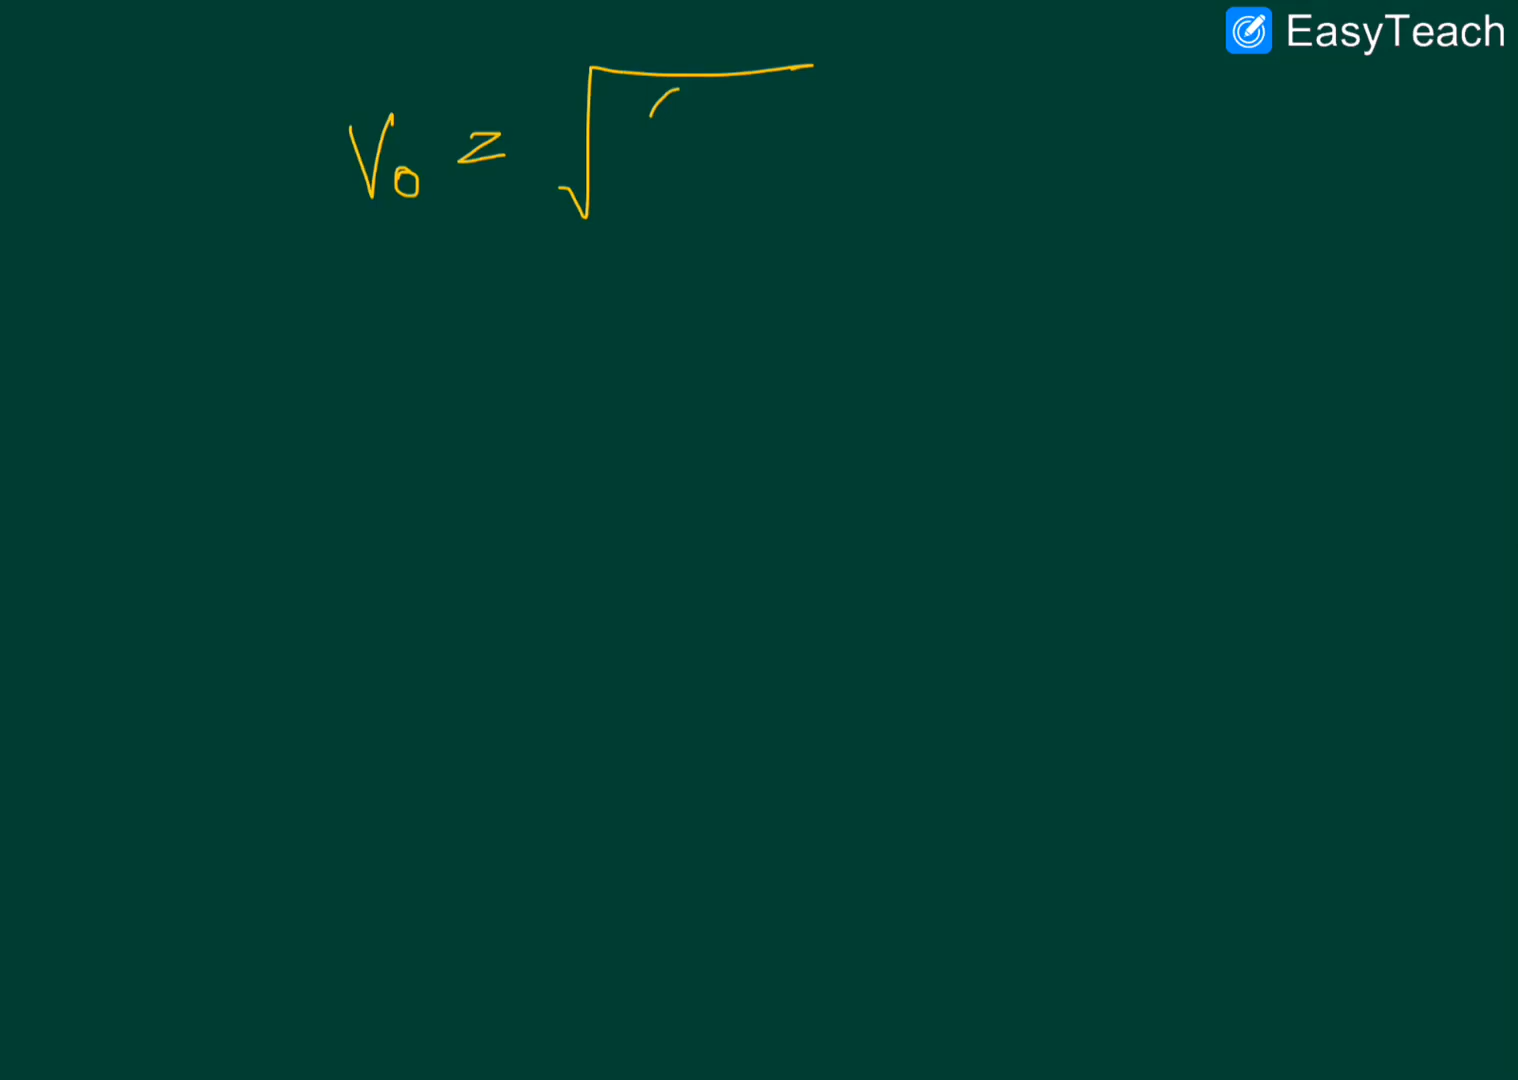 EasyTeach
V₀ = √